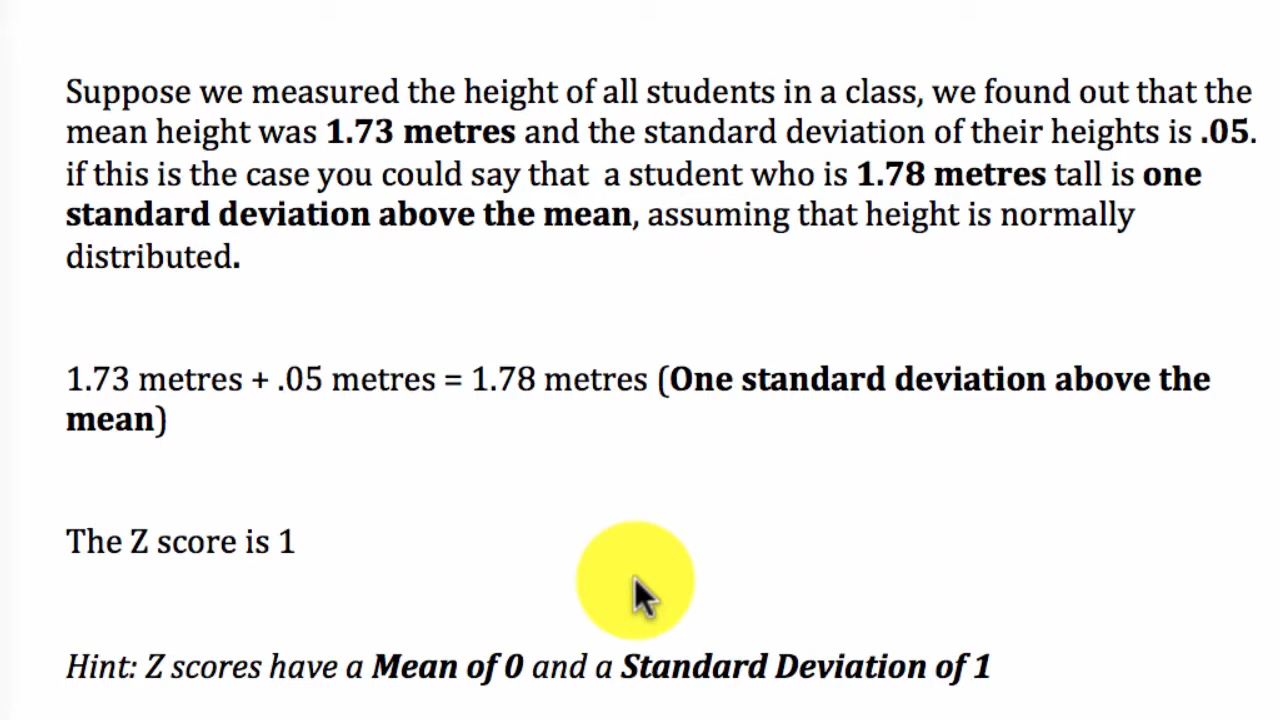 Suppose we measured the height of all students in a class, we found out that the
mean height was 1.73 metres and the standard deviation of their heights is .05.
if this is the case you could say that  a student who is 1.78 metres tall is one
standard deviation above the mean, assuming that height is normally
distributed.
1.73 metres + .05 metres = 1.78 metres (One standard deviation above the
mean)
The Z score is 1
Hint: Z scores have a Mean of 0 and a Standard Deviation of 1